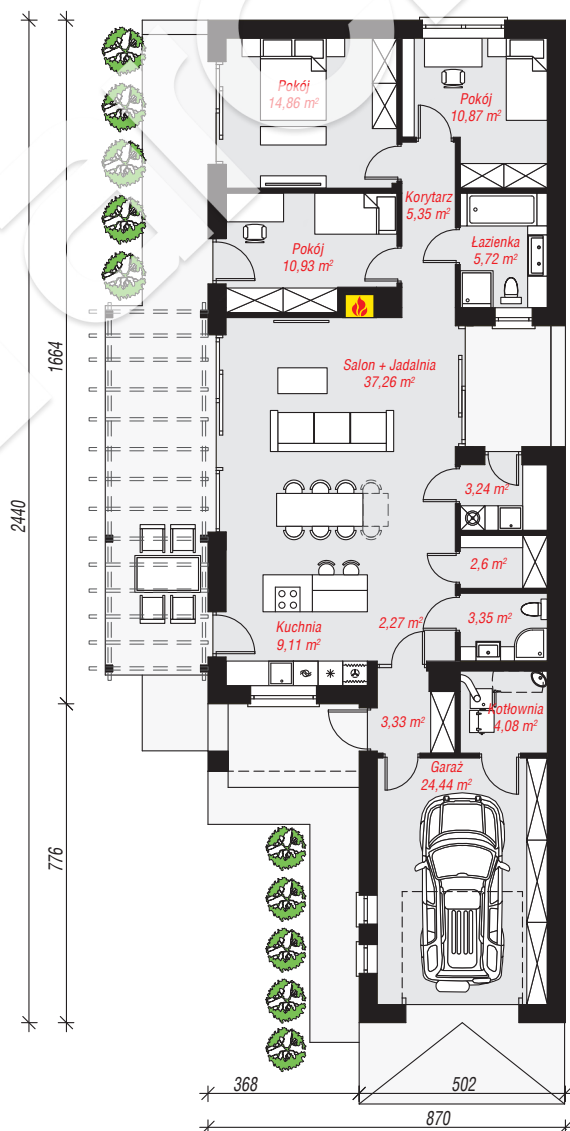 Pokój
14,86 m²
Pokój
10,87 m²
Korytarz
5,35 m²
Łazienka
5,72 m²
Pokój
10,93 m²
Salon + Jadalnia
37,26 m²
3,24 m²
2,6 m²
2,27 m²
3,35 m²
Kuchnia
9,11 m²
3,33 m²
Kotłownia
4,08 m²
Garaż
24,44 m²
1664
2440
776
368
502
870